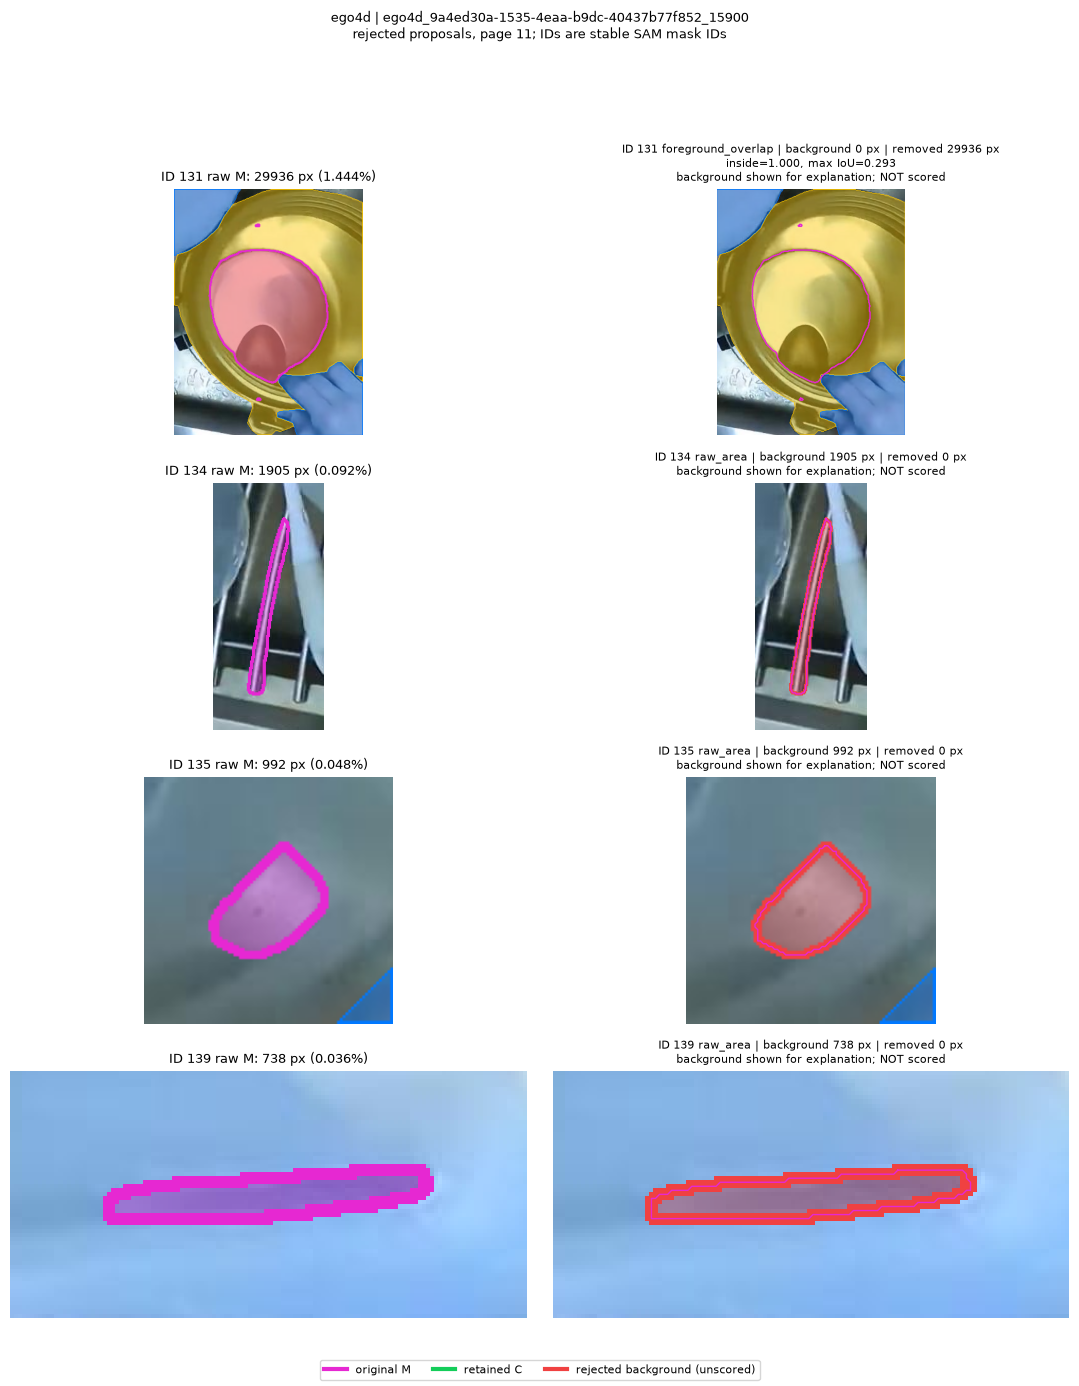 ego4d | ego4d_9a4ed30a-1535-4eaa-b9dc-40437b77f852_15900
rejected proposals, page 11; IDs are stable SAM mask IDs
ID 131 raw M: 29936 px (1.444%)
ID 131 foreground_overlap | background 0 px | removed 29936 px
inside=1.000, max IoU=0.293
background shown for explanation; NOT scored
ID 134 raw M: 1905 px (0.092%)
ID 134 raw_area | background 1905 px | removed 0 px
background shown for explanation; NOT scored
ID 135 raw M: 992 px (0.048%)
ID 135 raw_area | background 992 px | removed 0 px
background shown for explanation; NOT scored
ID 139 raw M: 738 px (0.036%)
ID 139 raw_area | background 738 px | removed 0 px
background shown for explanation; NOT scored
original M
retained C
rejected background (unscored)